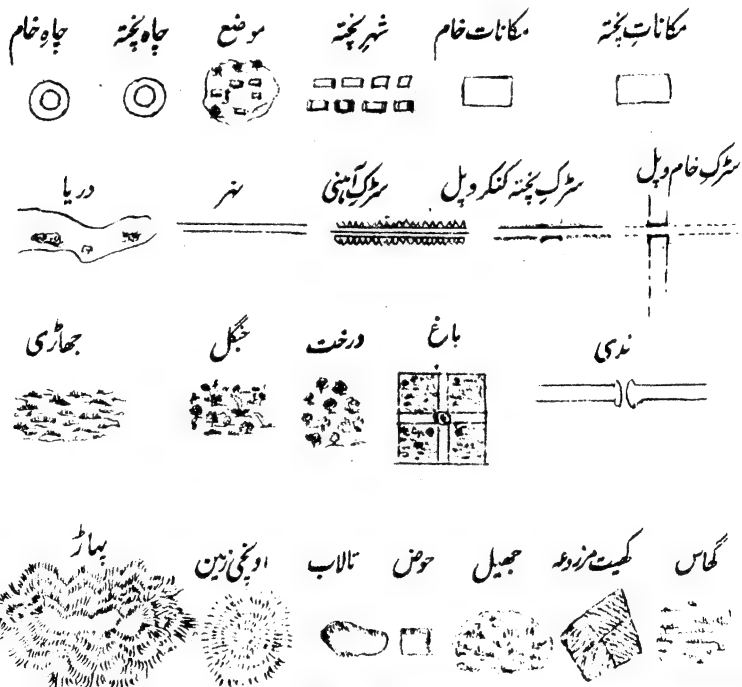 مکاناتِ پختہ مکانات خام شہرِ پختہ موضع چاہ پختہ چاہِ خام
سڑکِ خام و پل سڑکِ پختہ کنکر و پل سڑکِ آہنی نہر دریا
ندی باغ درخت جنگل جھاڑی
گھاس کھیت مزروعہ جھیل حوض تالاب اونچی زمین پہاڑ